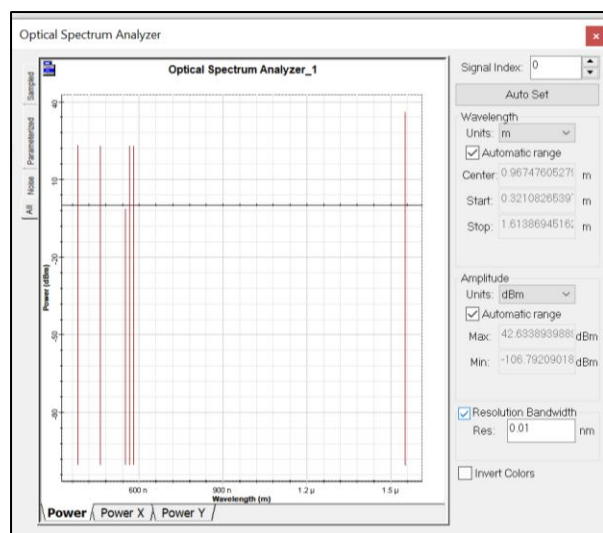 Optical Spectrum Analyzer
Optical Spectrum Analyzer_1
Sampled
Parameterized
Noise
All
Power (dBm)
40
10
-20
-50
-80
600 n
900 n
1.2 µ
1.5 µ
Wavelength (m)
Power
Power X
Power Y
Signal Index: 0
Auto Set
Wavelength
Units: m
Automatic range
Center: 0.9674760527 m
Start: 0.3210826539 m
Stop: 1.6138694516 m
Amplitude
Units: dBm
Automatic range
Max: 42.633893988 dBm
Min: -106.79209018 dBm
Resolution Bandwidth
Res: 0.01 nm
Invert Colors